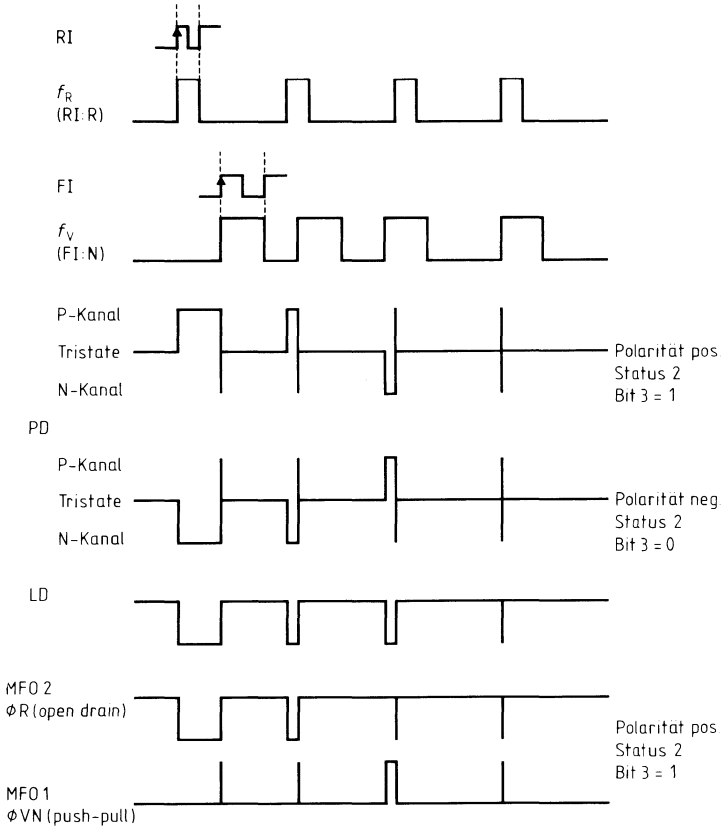 RI
fR
(RI:R)
FI
fV
(FI:N)
P-Kanal
Tristate
N-Kanal
Polarität pos.
Status 2
Bit 3 = 1
PD
P-Kanal
Tristate
N-Kanal
Polarität neg.
Status 2
Bit 3 = 0
LD
MFO 2
ΦR (open drain)
Polarität pos
Status 2
Bit 3 = 1
MFO 1
ΦVN (push-pull)